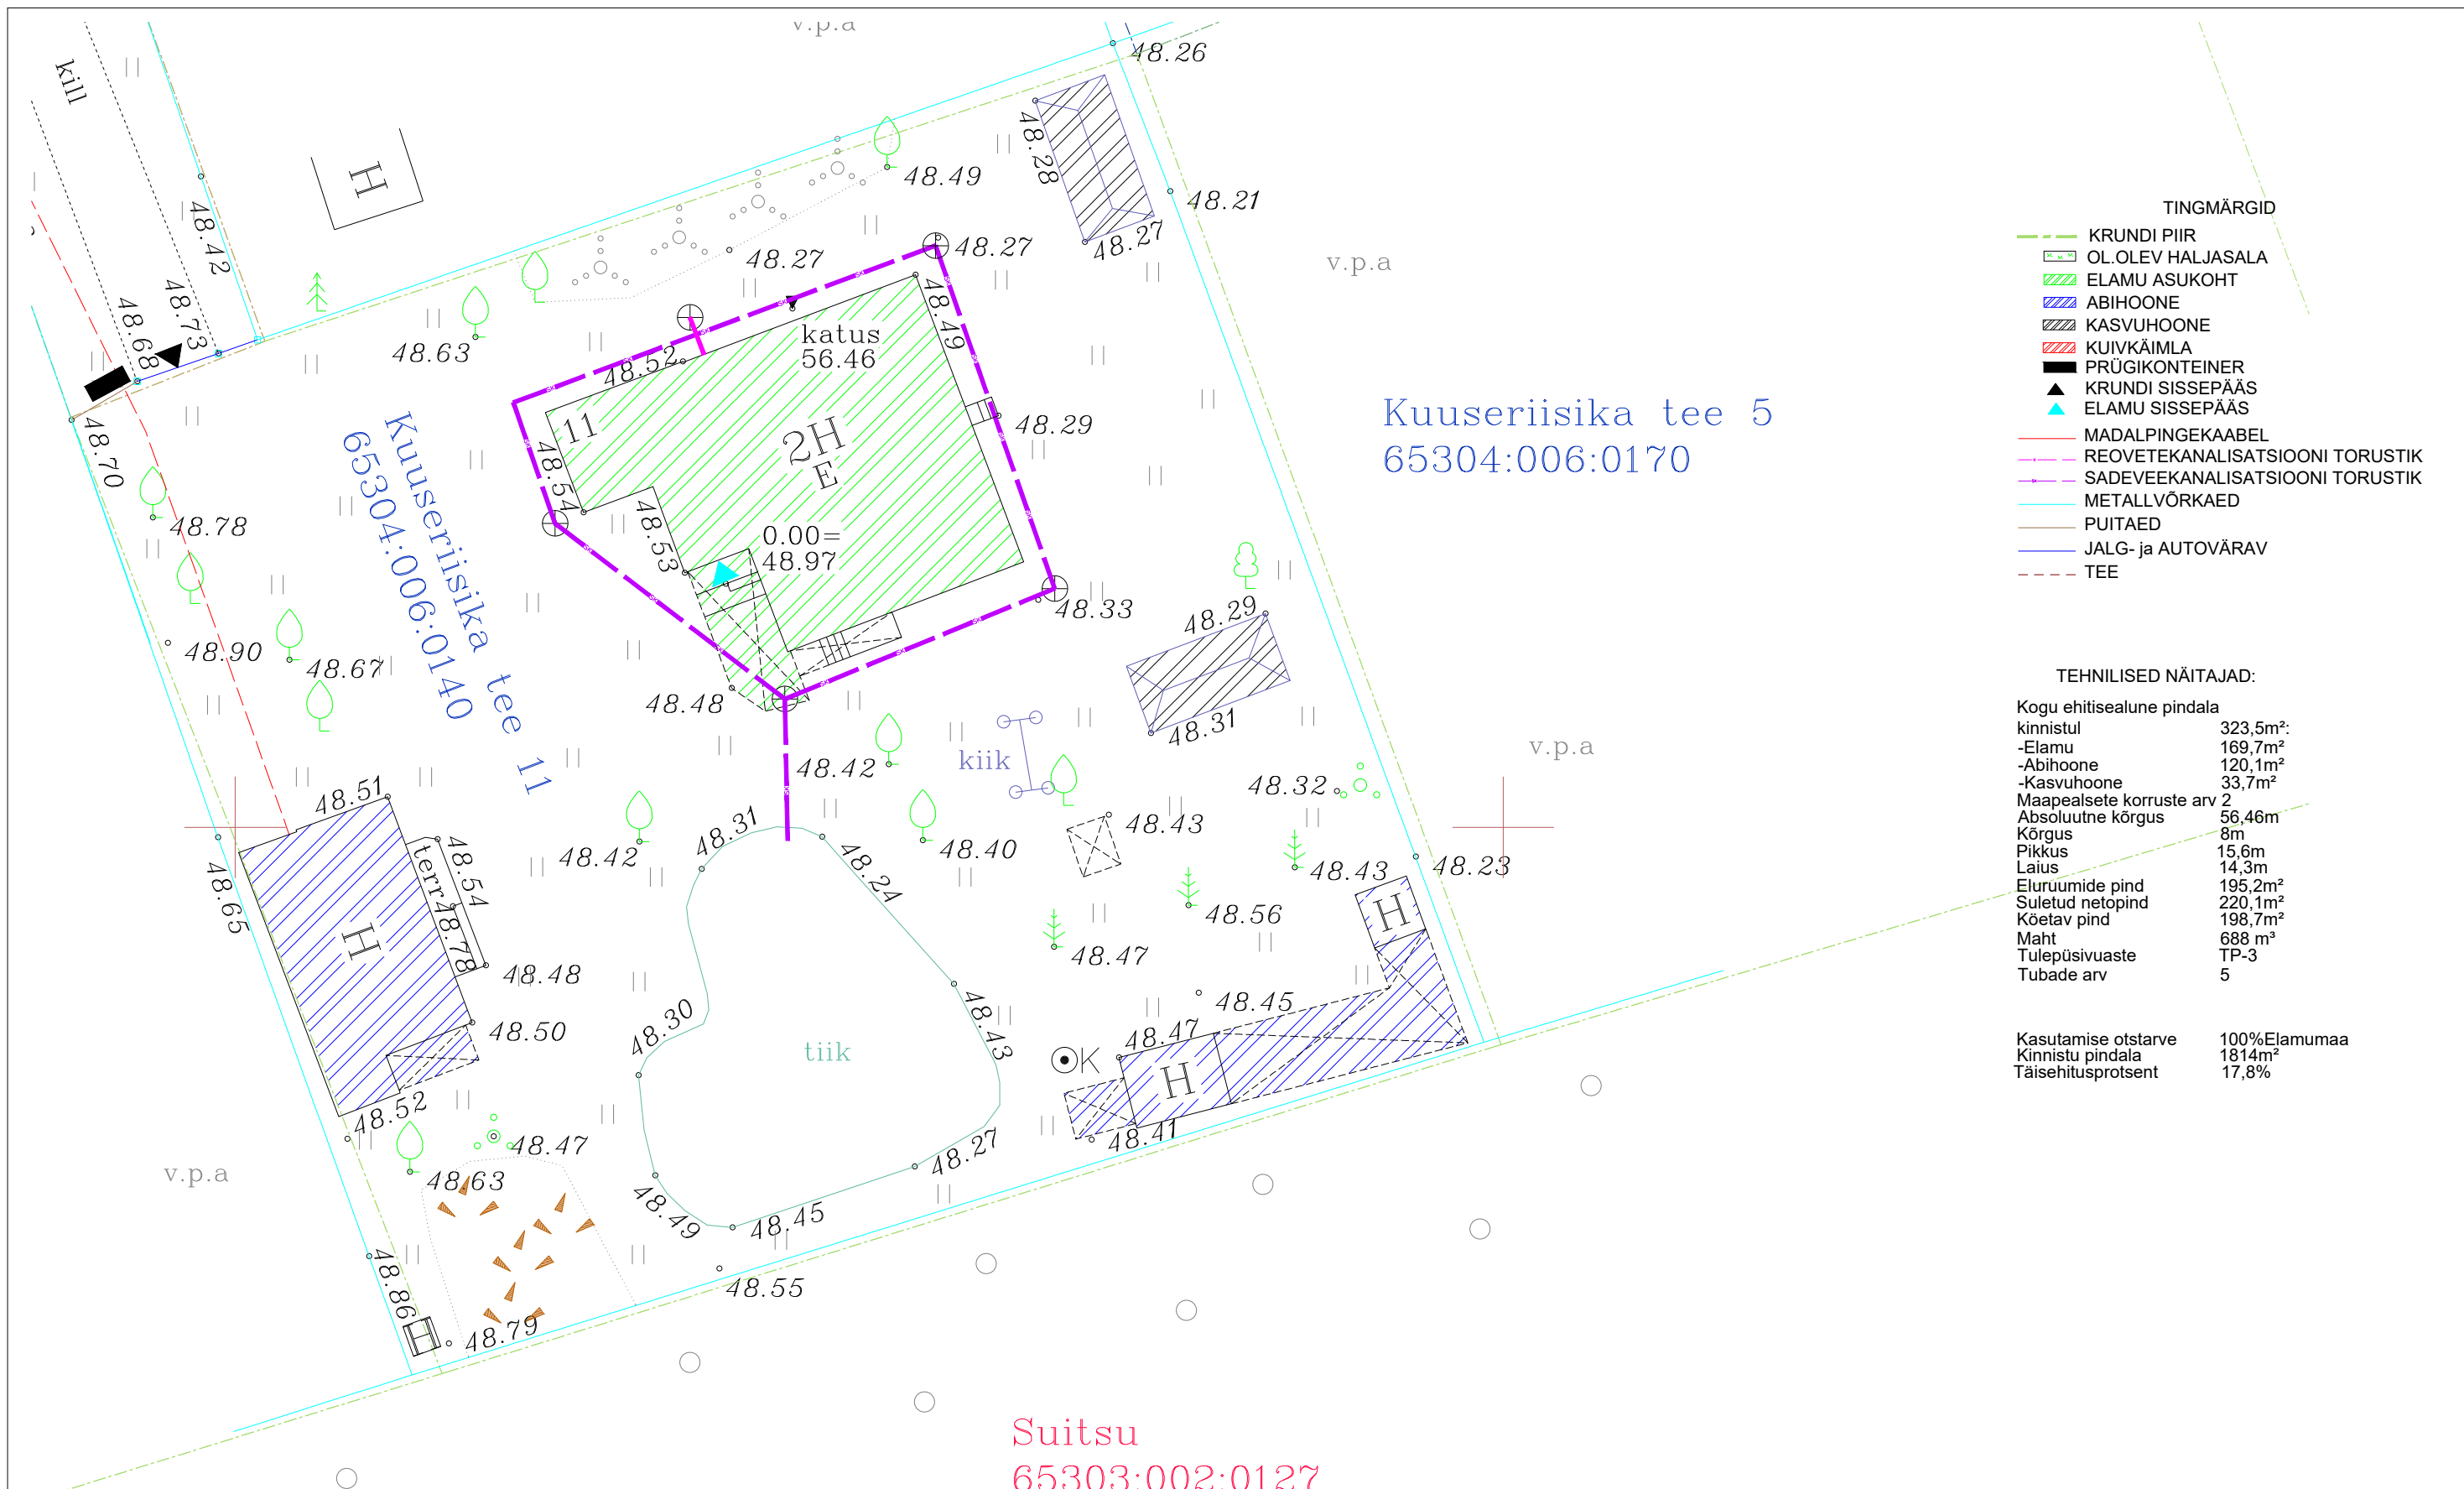 v.p.a
kill
H
48.26
48.28
48.49
48.21
48.27
48.42
48.73
48.68
48.27
48.27
v.p.a
48.63
48.52
katus
56.46
48.49
48.70
11
48.54
2H
E
48.29
48.78
48.53
0.00=
48.97
Kuuseriisika tee 11
65304:006:0140
Kuuseriisika tee 5
65304:006:0170
48.33
48.29
48.90
48.67
48.48
48.31
v.p.a
48.42
kiik
48.32
48.51
48.31
48.42
48.40
48.43
48.43
48.23
terr
48.54
48.78
48.24
48.65
H
48.56
H
48.47
48.48
48.50
48.30
tiik
48.43
48.45
48.47
K
H
48.52
48.41
48.47
48.27
v.p.a
48.63
48.49
48.45
48.86
48.55
H
48.79
Suitsu
65303:002:0127
TINGMÄRGID
KRUNDI PIIR
OL.OLEV HALJASALA
ELAMU ASUKOHT
ABIHOONE
KASVUHOONE
KUIVKÄIMLA
PRÜGIKONTEINER
KRUNDI SISSEPÄÄS
ELAMU SISSEPÄÄS
MADALPINGEKAABEL
REOVETEKANALISATSIOONI TORUSTIK
SADEVEEKANALISATSIOONI TORUSTIK
METALLVÕRKAED
PUITAED
JALG- ja AUTOVÄRAV
TEE
TEHNILISED NÄITAJAD:
Kogu ehitisealune pindala
kinnistul 323,5m²:
-Elamu 169,7m²
-Abihoone 120,1m²
-Kasvuhoone 33,7m²
Maapealsete korruste arv 2
Absoluutne kõrgus 56,46m
Kõrgus 8m
Pikkus 15,6m
Laius 14,3m
Eluruumide pind 195,2m²
Suletud netopind 220,1m²
Köetav pind 198,7m²
Maht 688 m³
Tulepüsivuaste TP-3
Tubade arv 5
Kasutamise otstarve 100%Elamumaa
Kinnistu pindala 1814m²
Täisehitusprotsent 17,8%